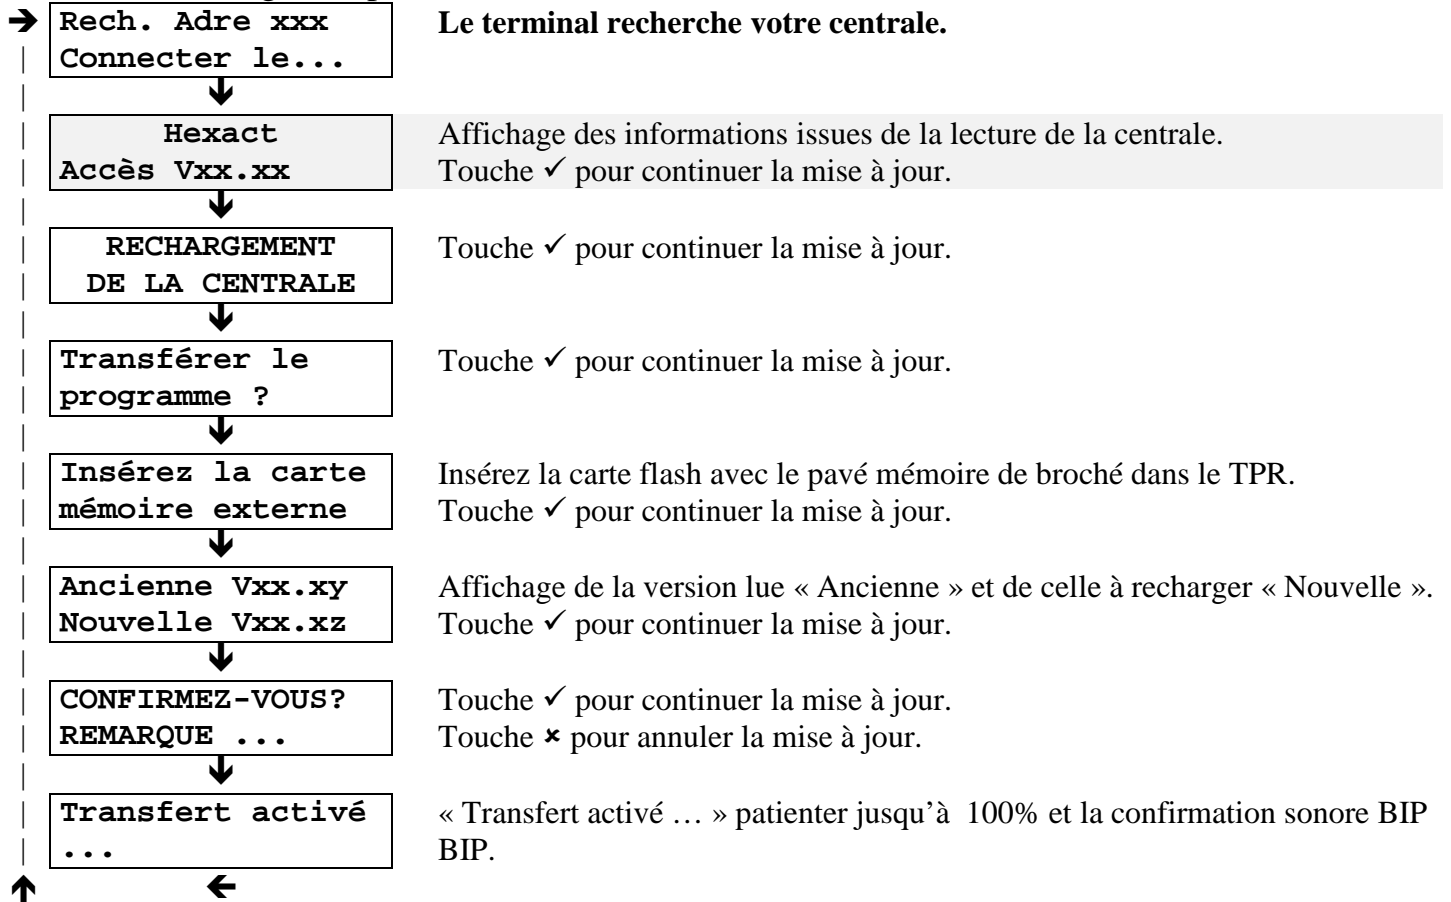 Rech. Adre xxx
Connecter le...
Le terminal recherche votre centrale.
Hexact
Accès Vxx.xx
Affichage des informations issues de la lecture de la centrale.
Touche ✓ pour continuer la mise à jour.
RECHARGEMENT
DE LA CENTRALE
Touche ✓ pour continuer la mise à jour.
Transférer le
programme ?
Touche ✓ pour continuer la mise à jour.
Insérez la carte
mémoire externe
Insérez la carte flash avec le pavé mémoire de broché dans le TPR.
Touche ✓ pour continuer la mise à jour.
Ancienne Vxx.xy
Nouvelle Vxx.xz
Affichage de la version lue « Ancienne » et de celle à recharger « Nouvelle ».
Touche ✓ pour continuer la mise à jour.
CONFIRMEZ-VOUS?
REMARQUE ...
Touche ✓ pour continuer la mise à jour.
Touche × pour annuler la mise à jour.
Transfert activé
...
« Transfert activé … » patienter jusqu’à 100% et la confirmation sonore BIP
BIP.